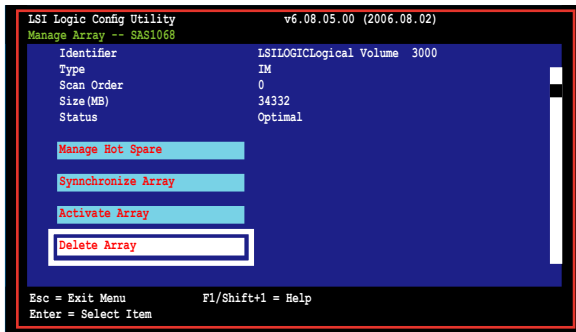 LSI Logic Config Utility v6.08.05.00 (2006.08.02)
Manage Array -- SAS1068
Identifier LSILOGICLogical Volume 3000
Type IM
Scan Order 0
Size(MB) 34332
Status Optimal
Manage Hot Spare
Synnchronize Array
Activate Array
Delete Array
Esc = Exit Menu F1/Shift+1 = Help
Enter = Select Item